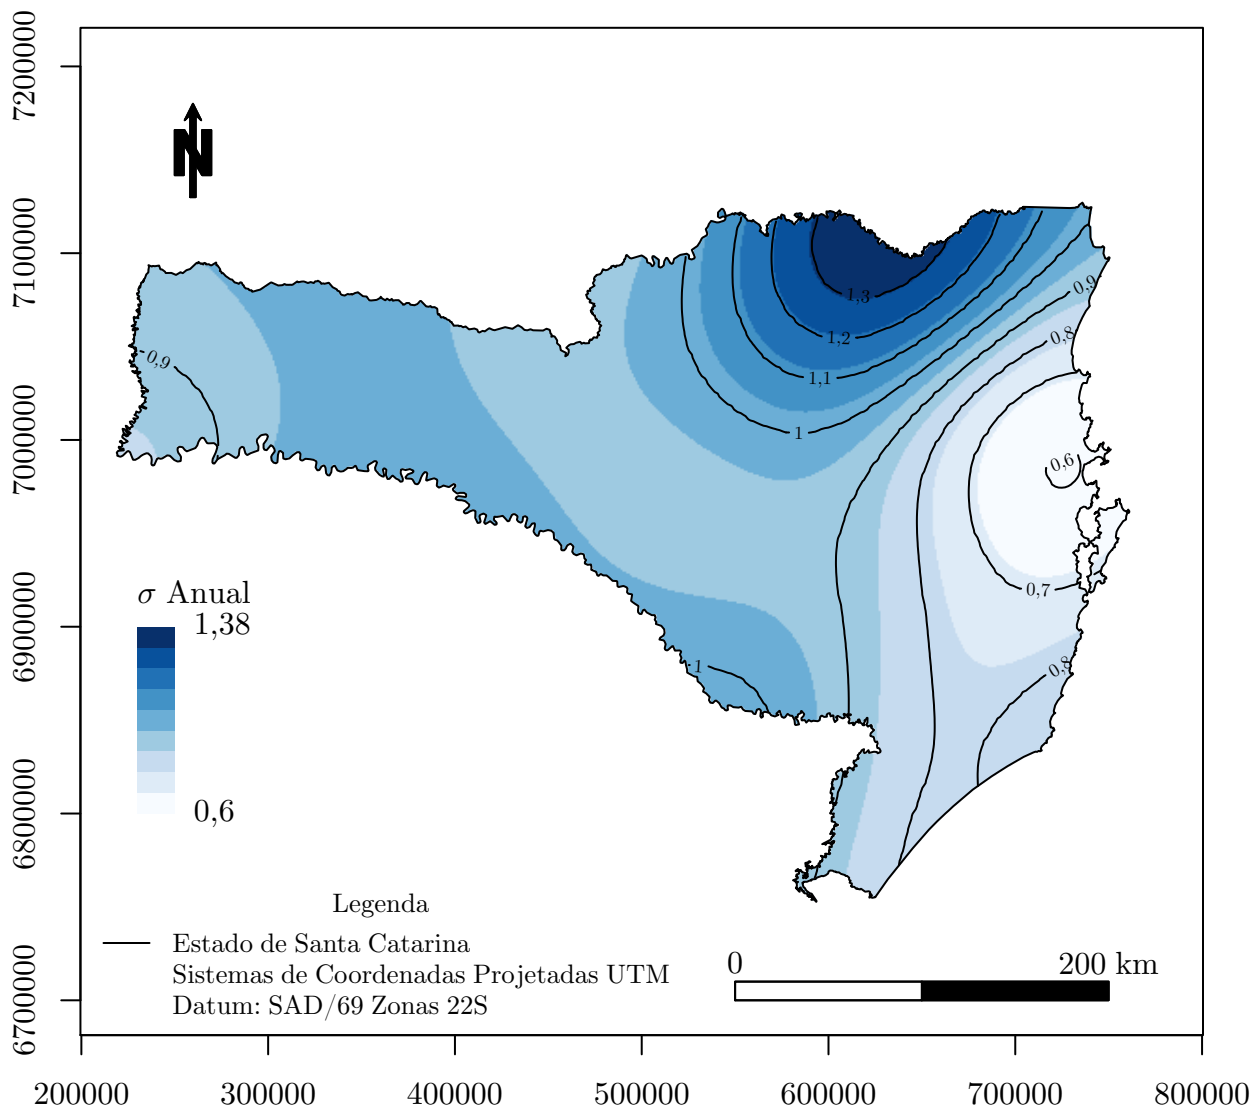 7200000
7100000
7000000
6900000
6800000
6700000
N
1,3
1,2
1,1
1
0,9
0,8
0,9
0,6
0,7
0,8
1
σ Anual
1,38
0,6
Legenda
Estado de Santa Catarina
Sistemas de Coordenadas Projetadas UTM
Datum: SAD/69 Zonas 22S
0 200 km
200000 300000 400000 500000 600000 700000 800000